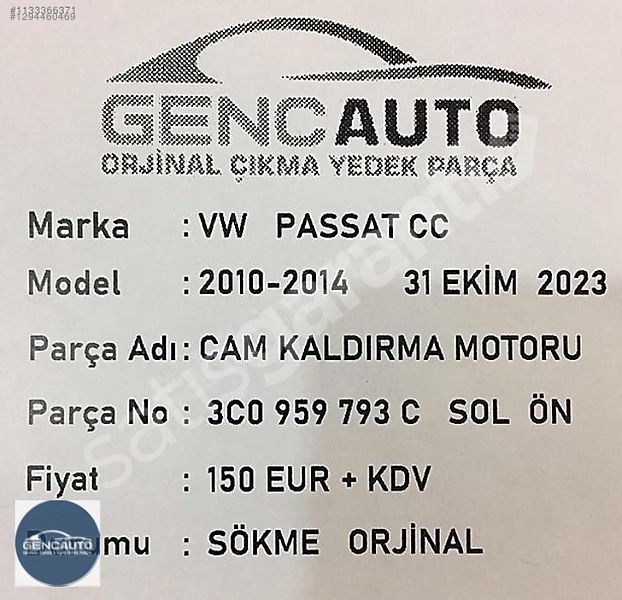 #1133366371
#1294460469
GENCAUTO
ORJİNAL ÇIKMA YEDEK PARÇA
Marka : VW PASSAT CC
Model : 2010-2014 31 EKİM 2023
Parça Adı : CAM KALDIRMA MOTORU
Parça No : 3C0 959 793 C SOL ÖN
Fiyat : 150 EUR + KDV
: SÖKME ORJİNAL
GENCAUTO